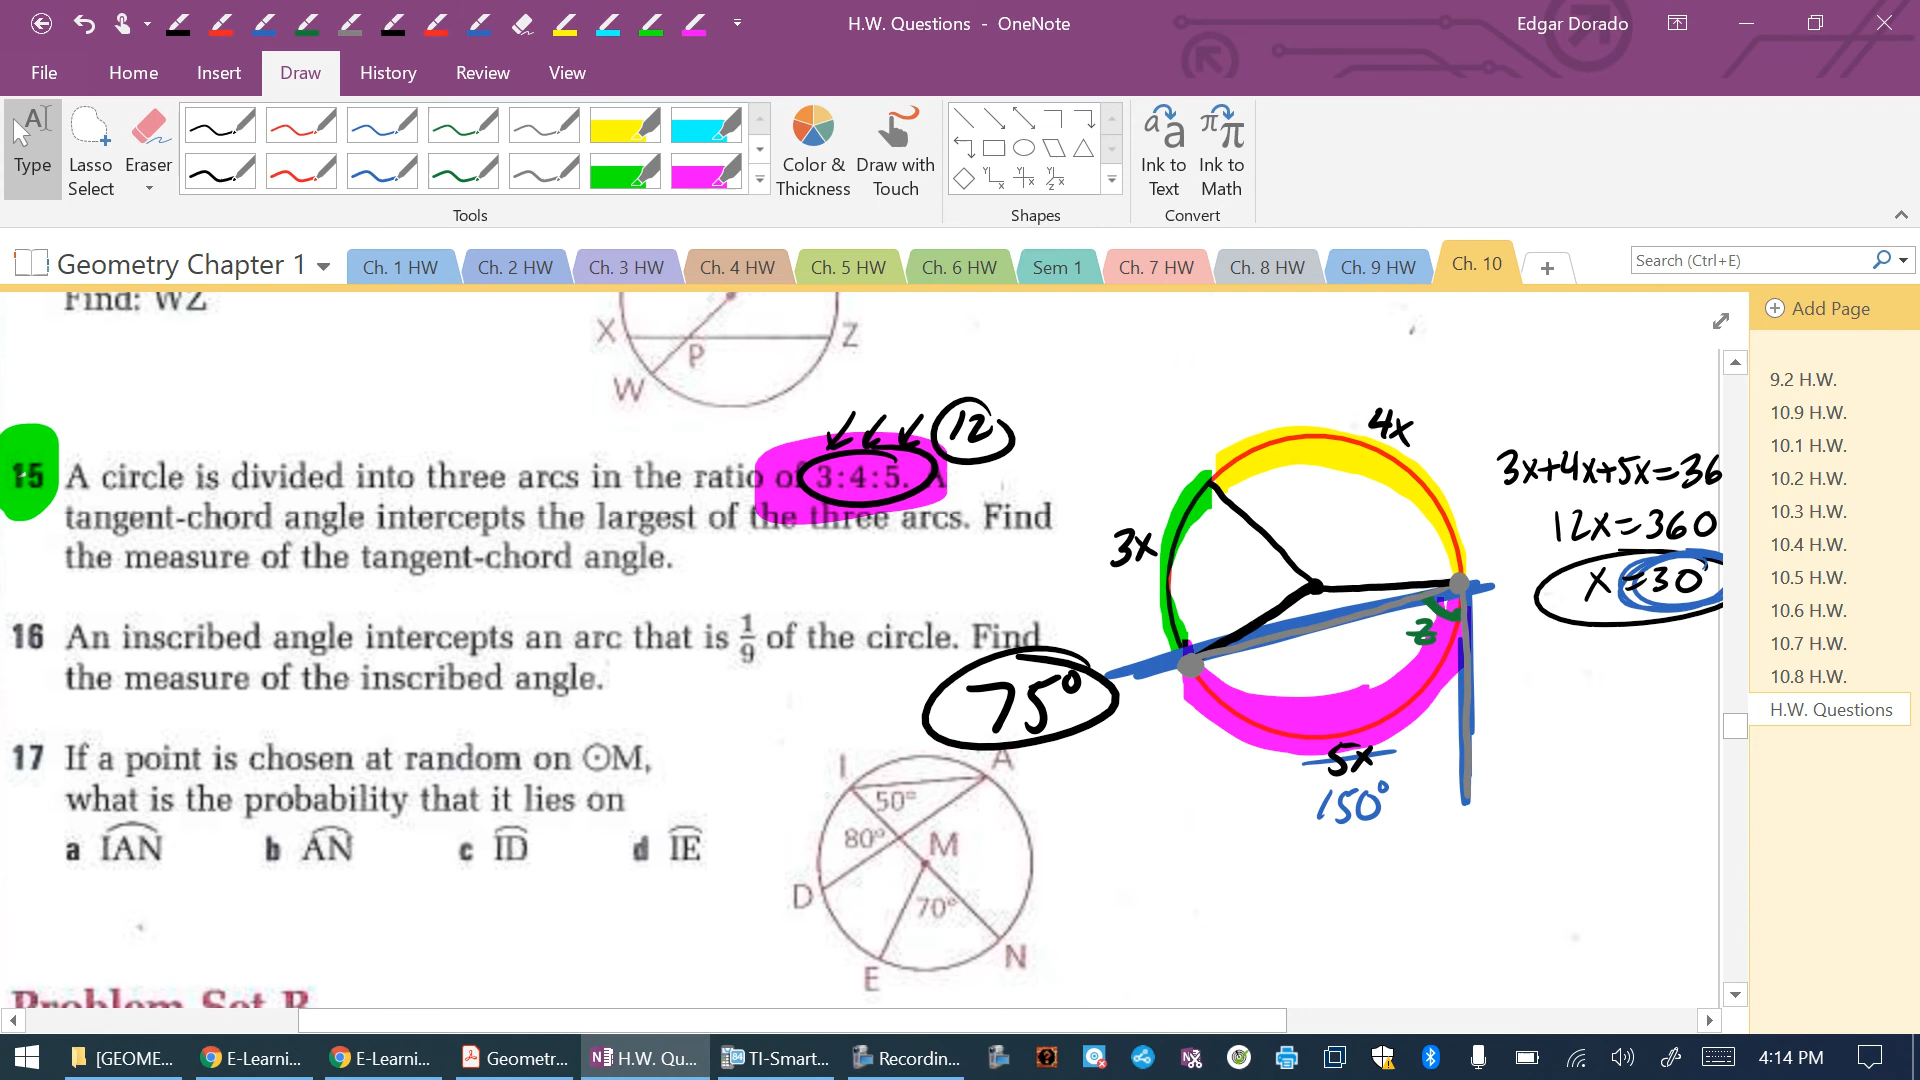 H.W. Questions - OneNote
Edgar Dorado
File Home Insert Draw History Review View
Type
Lasso Select
Eraser
Color & Thickness
Draw with Touch
Ink to Text
Ink to Math
Tools
Shapes
Convert
Geometry Chapter 1
Ch. 1 HW Ch. 2 HW Ch. 3 HW Ch. 4 HW Ch. 5 HW Ch. 6 HW Sem 1 Ch. 7 HW Ch. 8 HW Ch. 9 HW Ch. 10
Search (Ctrl+E)
Add Page
9.2 H.W.
10.9 H.W.
10.1 H.W.
10.2 H.W.
10.3 H.W.
10.4 H.W.
10.5 H.W.
10.6 H.W.
10.7 H.W.
10.8 H.W.
H.W. Questions
Find: WZ
X P Z
W
12
15 A circle is divided into three arcs in the ratio of 3:4:5. A
tangent-chord angle intercepts the largest of the three arcs. Find
the measure of the tangent-chord angle.
4x
3x
5x
150°
3x+4x+5x=36
12x=360
x=30
75°
16 An inscribed angle intercepts an arc that is 1/9 of the circle. Find
the measure of the inscribed angle.
17 If a point is chosen at random on ⊙M,
what is the probability that it lies on
a IAN b AN c ID d IE
I A
50°
80° M
D
70°
N
E
Problem Set B
[GEOME... E-Learni... E-Learni... Geometr... H.W. Qu... TI-Smart... Recordin... 4:14 PM